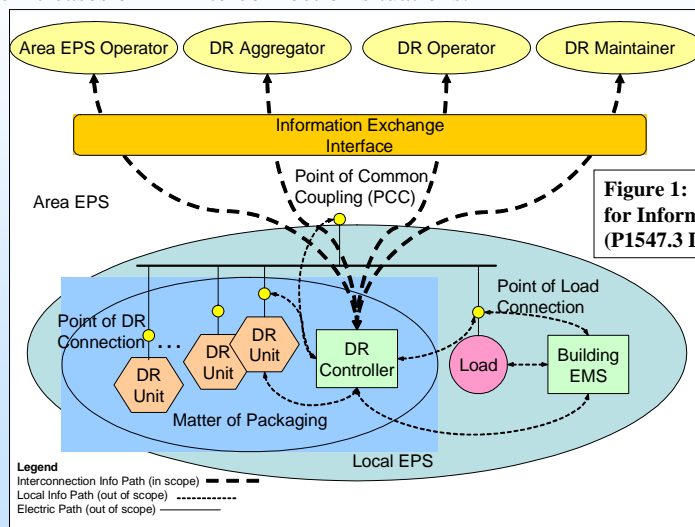 Area EPS Operator
DR Aggregator
DR Operator
DR Maintainer
Information Exchange
Interface
Point of Common
Coupling (PCC)
Area EPS
Figure 1:
for Inform
(P1547.3 I
Point of DR
Connection
...
DR
Unit
DR
Unit
DR
Unit
DR
Controller
Point of Load
Connection
Load
Building
EMS
Matter of Packaging
Local EPS
Legend
Interconnection Info Path (in scope)
Local Info Path (out of scope)
Electric Path (out of scope)